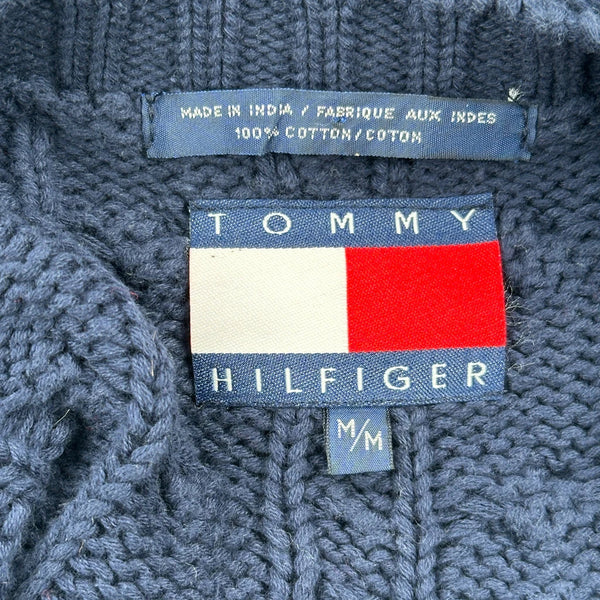 MADE IN INDIA / FABRIQUE AUX INDES
100% COTTON/COTON
TOMMY
HILFIGER
M/M